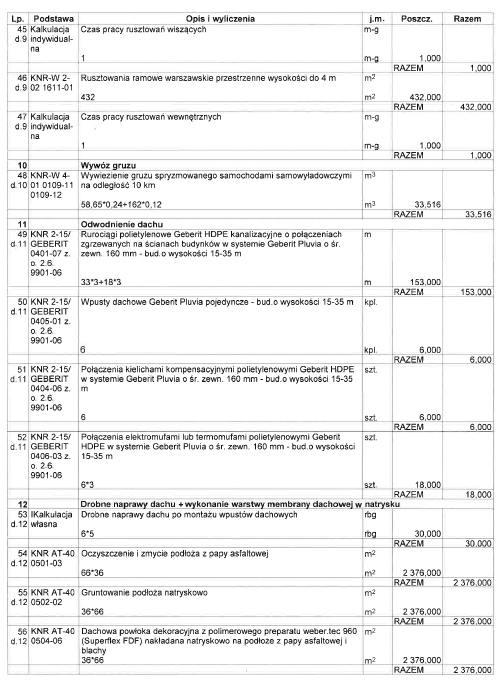 Lp. Podstawa Opis i wyliczenia j.m. Poszcz. Razem
45 Kalkulacja Czas pracy rusztowań wiszących m-g
d.9 indywidual-
na
1 m-g 1,000
RAZEM 1,000
46 KNR-W 2- Rusztowania ramowe warszawskie przestrzenne wysokości do 4 m m2
d.9 02 1611-01
432 m2 432,000
RAZEM 432,000
47 Kalkulacja Czas pracy rusztowań wewnętrznych m-g
d.9 indywidual-
na
1 m-g 1,000
RAZEM 1,000
10 Wywóz gruzu
48 KNR-W 4- Wywiezienie gruzu spryzmowanego samochodami samowyładowczymi m3
d.10 01 0109-11 na odległość 10 km
0109-12
58,65*0,24+162*0,12 m3 33,516
RAZEM 33,516
11 Odwodnienie dachu
49 KNR 2-15/ Rurociągi polietylenowe Geberit HDPE kanalizacyjne o połączeniach m
d.11 GEBERIT zgrzewanych na ścianach budynków w systemie Geberit Pluvia o śr.
0401-07 z. zewn. 160 mm - bud.o wysokości 15-35 m
o. 2.6.
9901-06
33*3+18*3 m 153,000
RAZEM 153,000
50 KNR 2-15/ Wpusty dachowe Geberit Pluvia pojedyncze - bud.o wysokości 15-35 m kpl.
d.11 GEBERIT
0405-01 z.
o. 2.6.
9901-06
6 kpl. 6,000
RAZEM 6,000
51 KNR 2-15/ Połączenia kielichami kompensacyjnymi polietylenowymi Geberit HDPE szt.
d.11 GEBERIT w systemie Geberit Pluvia o śr. zewn. 160 mm - bud.o wysokości 15-35
0404-06 z. m
o. 2.6.
9901-06
6 szt. 6,000
RAZEM 6,000
52 KNR 2-15/ Połączenia elektromufami lub termomufami polietylenowymi Geberit szt.
d.11 GEBERIT HDPE w systemie Geberit Pluvia o śr. zewn. 160 mm - bud.o wysokości
0406-03 z. 15-35 m
o. 2.6.
9901-06
6*3 szt. 18,000
RAZEM 18,000
12 Drobne naprawy dachu + wykonanie warstwy membrany dachowej w natrysku
53 lKalkulacja Drobne naprawy dachu po montażu wpustów dachowych rbg
d.12 własna
6*5 rbg 30,000
RAZEM 30,000
54 KNR AT-40 Oczyszczenie i zmycie podłoża z papy asfaltowej m2
d.12 0501-03
66*36 m2 2 376,000
RAZEM 2 376,000
55 KNR AT-40 Gruntowanie podłoża natryskowo m2
d.12 0502-02
36*66 m2 2 376,000
RAZEM 2 376,000
56 KNR AT-40 Dachowa powłoka dekoracyjna z polimerowego preparatu weber.tec 960 m2
d.12 0504-06 (Superflex FDF) nakładana natryskowo na podłoże z papy asfaltowej i
blachy
36*66 m2 2 376,000
RAZEM 2 376,000